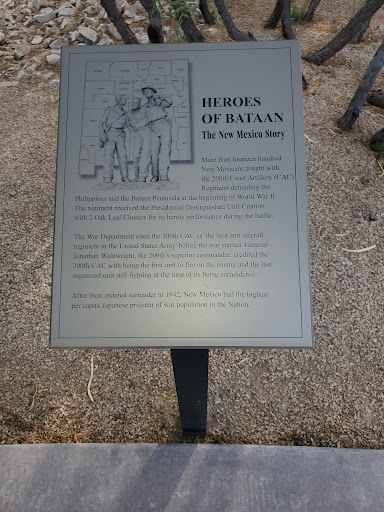 HEROES
OF BATAAN
The New Mexico Story
More than fourteen hundred
New Mexicans fought with
the 200th Coast Artillery (CAC)
Regiment defending the
Philippines and the Bataan Peninsula at the beginning of World War II.
The regiment received the Presidential Distinguished Unit Citation
with 2 Oak Leaf Clusters for its heroic performance during the battle.
The War Department cited the 200th CAC as 'the best anti-aircraft
regiment in the United States Army' before the war started. General
Jonathan Wainwright, the 200th's superior commander, credited the
200th CAC with being the first unit to fire on the enemy and the last
organized unit still fighting at the time of its being surrendered.
After their ordered surrender in 1942, New Mexico had the highest
per capita Japanese prisoner of war population in the Nation.